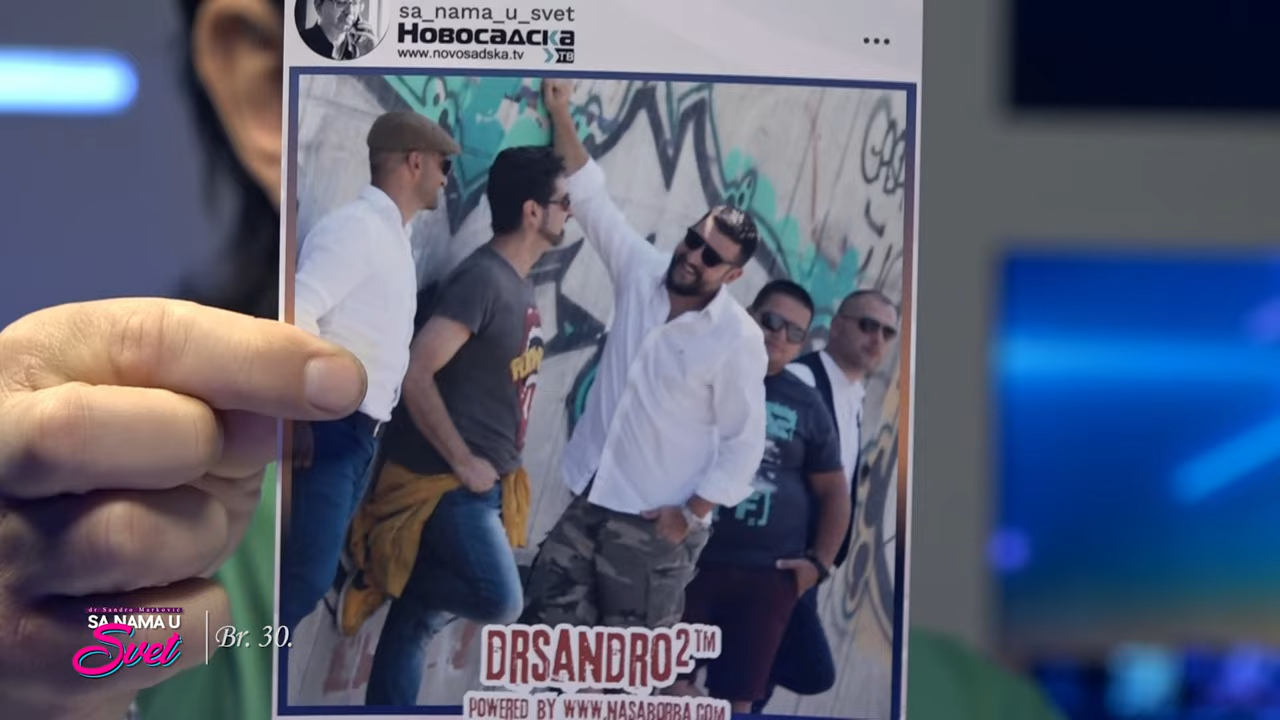 sa_nama_u_svet
Новосадска
www.novosadska.tv
ТВ
DRSANDRO²™
POWERED BY WWW.NASABORBA.COM
dr Sandro Marković
SA NAMA U
Svet
Br. 30.